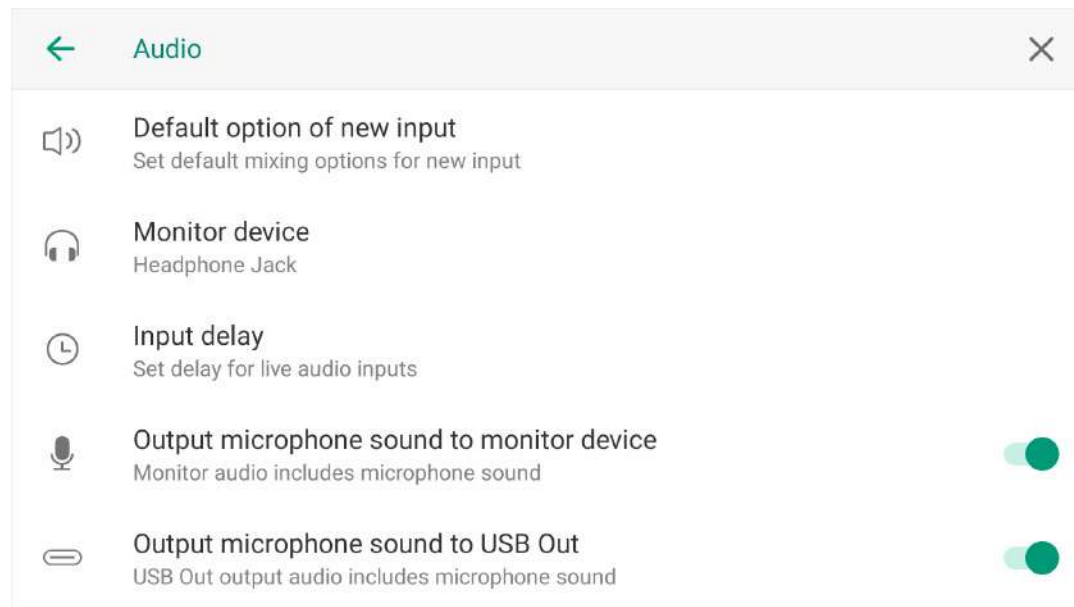 Audio
Default option of new input
Set default mixing options for new input
Monitor device
Headphone Jack
Input delay
Set delay for live audio inputs
Output microphone sound to monitor device
Monitor audio includes microphone sound
Output microphone sound to USB Out
USB Out output audio includes microphone sound